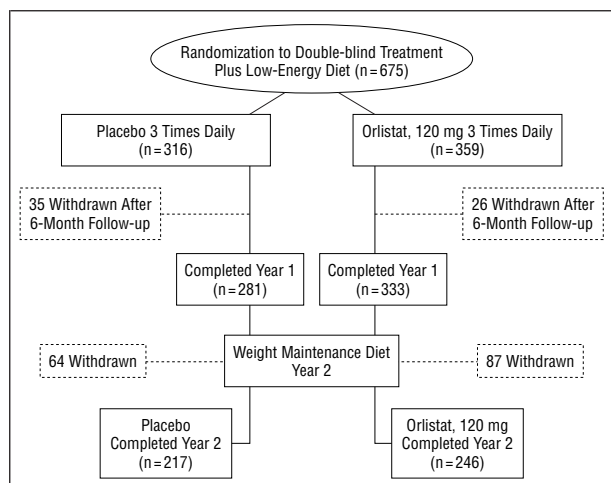 Randomization to Double-blind Treatment
Plus Low-Energy Diet (n=675)
Placebo 3 Times Daily
(n=316)
Orlistat, 120 mg 3 Times Daily
(n=359)
35 Withdrawn After
6-Month Follow-up
26 Withdrawn After
6-Month Follow-up
Completed Year 1
(n=281)
Completed Year 1
(n=333)
64 Withdrawn
Weight Maintenance Diet
Year 2
87 Withdrawn
Placebo
Completed Year 2
(n=217)
Orlistat, 120 mg
Completed Year 2
(n=246)